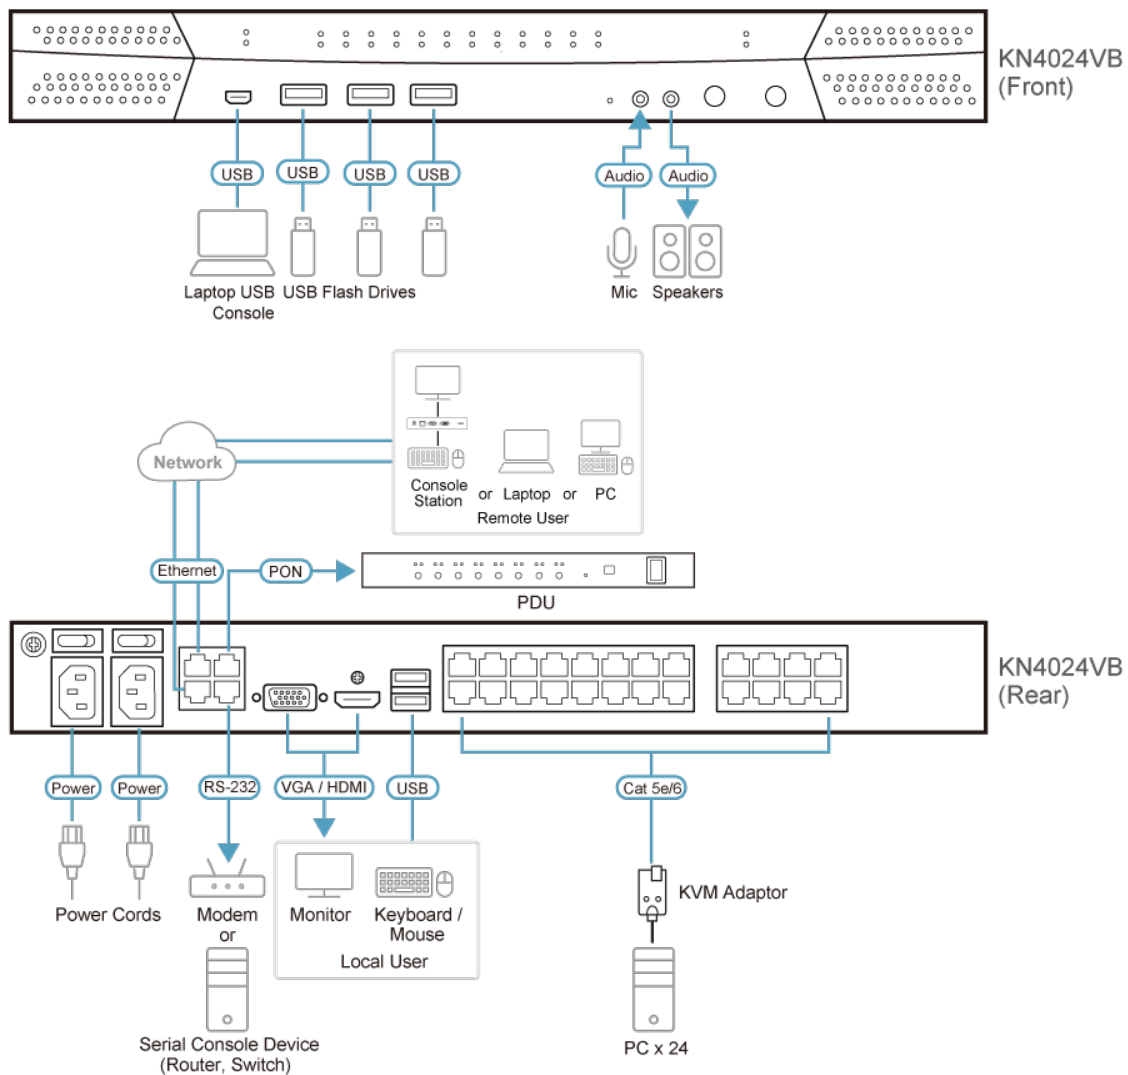 KN4024VB
(Front)
USB
USB
USB
USB
Audio
Audio
Laptop USB
Console
USB Flash Drives
Mic
Speakers
Network
Console
Station
or
Laptop
or
PC
Remote User
Ethernet
PON
PDU
KN4024VB
(Rear)
Power
Power
RS-232
VGA / HDMI
USB
Cat 5e/6
KVM Adaptor
Power Cords
Modem
or
Monitor
Keyboard /
Mouse
Local User
Serial Console Device
(Router, Switch)
PC x 24